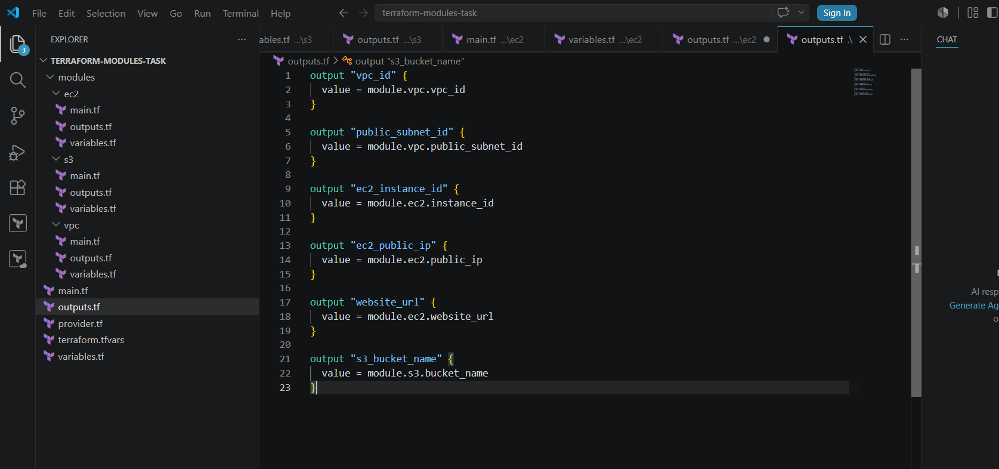 File Edit Selection View Go Run Terminal Help
terraform-modules-task
Sign In
3
EXPLORER
TERRAFORM-MODULES-TASK
modules
ec2
main.tf
outputs.tf
variables.tf
s3
main.tf
outputs.tf
variables.tf
vpc
main.tf
outputs.tf
variables.tf
main.tf
outputs.tf
provider.tf
terraform.tfvars
variables.tf
ables.tf ...\s3
outputs.tf ...\s3
main.tf ...\ec2
variables.tf ...\ec2
outputs.tf ...\ec2
outputs.tf .\
outputs.tf > output "s3_bucket_name"
1 output "vpc_id" {
2 value = module.vpc.vpc_id
3 }
4
5 output "public_subnet_id" {
6 value = module.vpc.public_subnet_id
7 }
8
9 output "ec2_instance_id" {
10 value = module.ec2.instance_id
11 }
12
13 output "ec2_public_ip" {
14 value = module.ec2.public_ip
15 }
16
17 output "website_url" {
18 value = module.ec2.website_url
19 }
20
21 output "s3_bucket_name" {
22 value = module.s3.bucket_name
23 }
CHAT
AI resp
Generate Ag
o